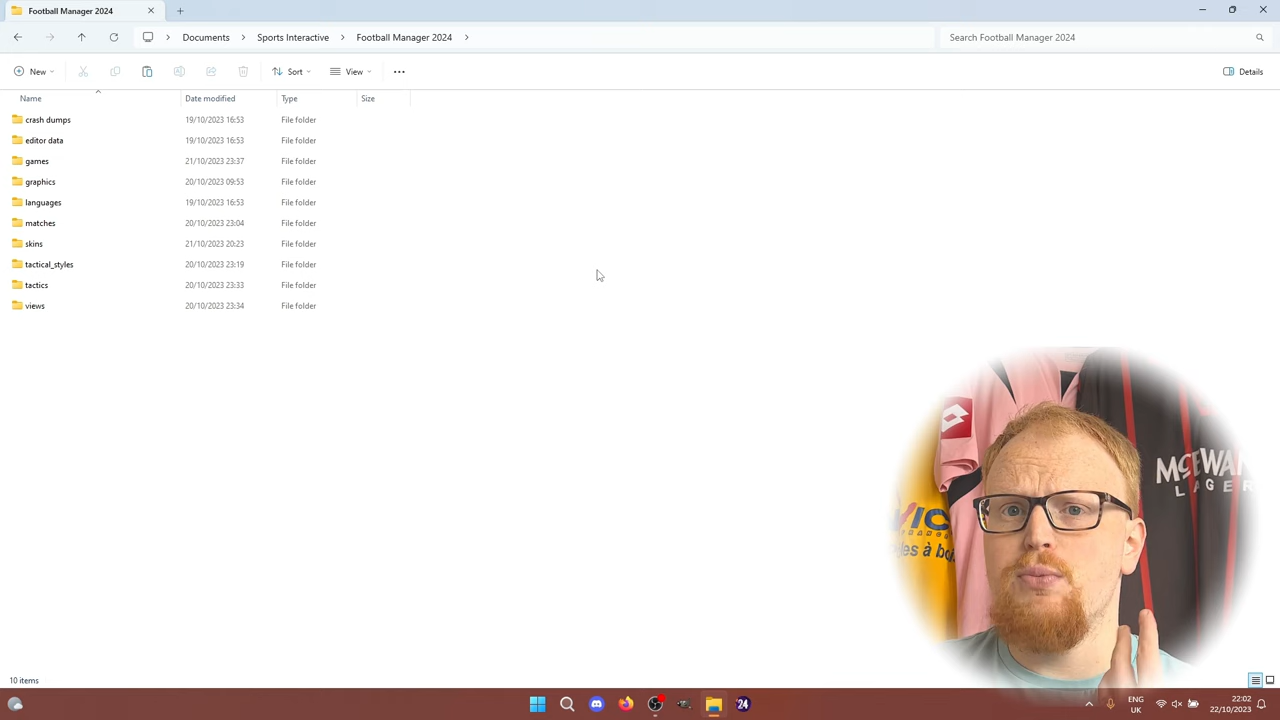 Football Manager 2024
Documents Sports Interactive Football Manager 2024
Search Football Manager 2024
New Sort View Details
Name Date modified Type Size
crash dumps 19/10/2023 16:53 File folder
editor data 19/10/2023 16:53 File folder
games 21/10/2023 23:37 File folder
graphics 20/10/2023 09:53 File folder
languages 19/10/2023 16:53 File folder
matches 20/10/2023 23:04 File folder
skins 21/10/2023 20:23 File folder
tactical_styles 20/10/2023 23:19 File folder
tactics 20/10/2023 23:33 File folder
views 20/10/2023 23:34 File folder
LAGER
10 items
24
ENG
UK
22:02
22/10/2023